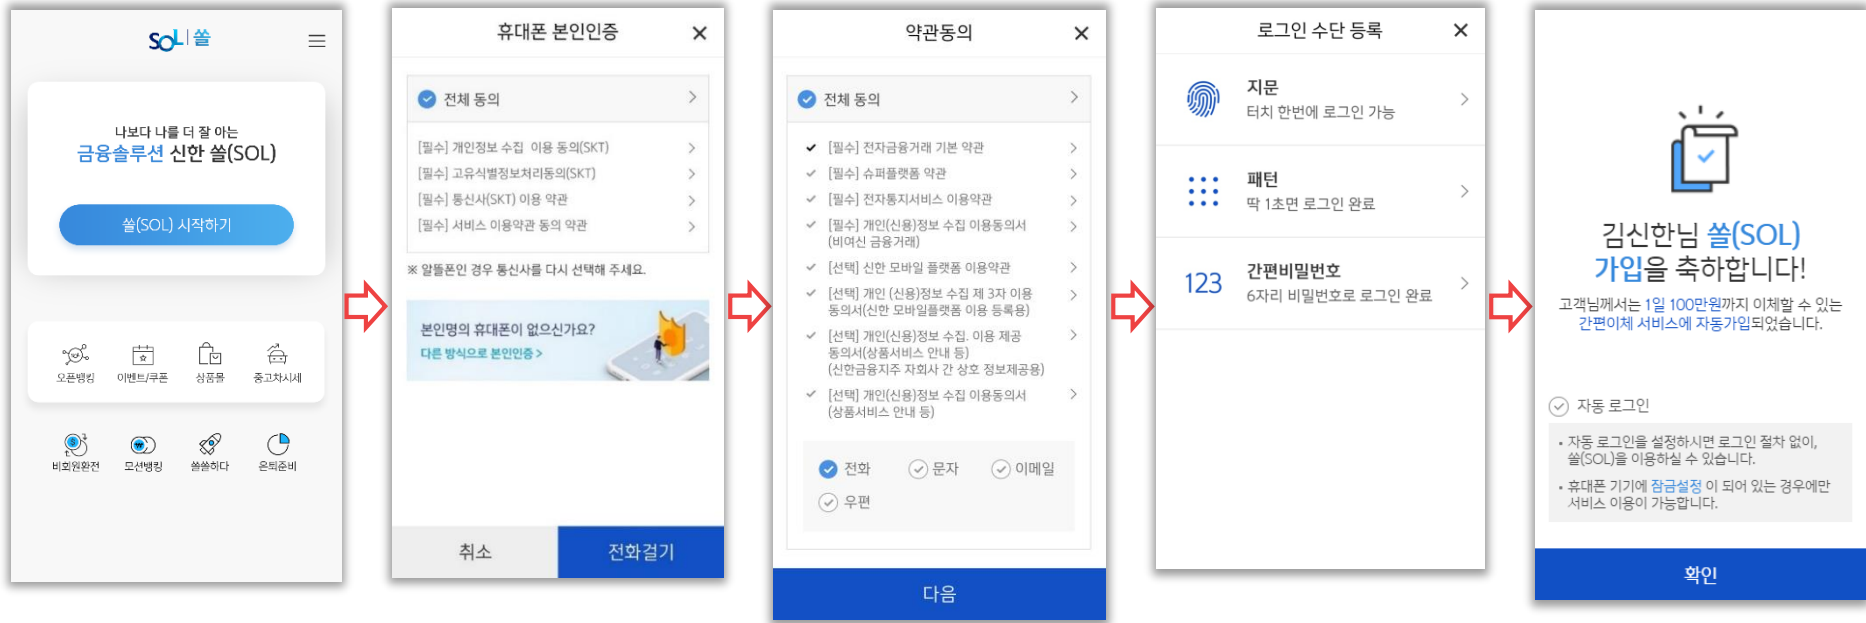 SOL 쏠
나보다 나를 더 잘 아는
금융솔루션 신한 쏠(SOL)
쏠(SOL) 시작하기
오픈뱅킹 이벤트/쿠폰 상품몰 중고차시세
비회원환전 모션뱅킹 쏠쏠하다 은퇴준비
휴대폰 본인인증
전체 동의
[필수] 개인정보 수집 이용 동의(SKT)
[필수] 고유식별정보처리동의(SKT)
[필수] 통신사(SKT) 이용 약관
[필수] 서비스 이용약관 동의 약관
※ 알뜰폰인 경우 통신사를 다시 선택해 주세요.
본인명의 휴대폰이 없으신가요?
다른 방식으로 본인인증 >
취소 전화걸기
약관동의
전체 동의
[필수] 전자금융거래 기본 약관
[필수] 슈퍼플랫폼 약관
[필수] 전자통지서비스 이용약관
[필수] 개인(신용)정보 수집 이용동의서
(비여신 금융거래)
[선택] 신한 모바일 플랫폼 이용약관
[선택] 개인 (신용)정보 수집 제 3자 이용
동의서(신한 모바일플랫폼 이용 등록용)
[선택] 개인(신용)정보 수집. 이용 제공
동의서(상품서비스 안내 등)
(신한금융지주 자회사 간 상호 정보제공용)
[선택] 개인(신용)정보 수집 이용동의서
(상품서비스 안내 등)
전화 문자 이메일
우편
다음
로그인 수단 등록
지문
터치 한번에 로그인 가능
패턴
딱 1초면 로그인 완료
123 간편비밀번호
6자리 비밀번호로 로그인 완료
김신한님 쏠(SOL)
가입을 축하합니다!
고객님께서는 1일 100만원까지 이체할 수 있는
간편이체 서비스에 자동가입되었습니다.
자동 로그인
• 자동 로그인을 설정하시면 로그인 절차 없이,
쏠(SOL)을 이용하실 수 있습니다.
• 휴대폰 기기에 잠금설정 이 되어 있는 경우에만
서비스 이용이 가능합니다.
확인